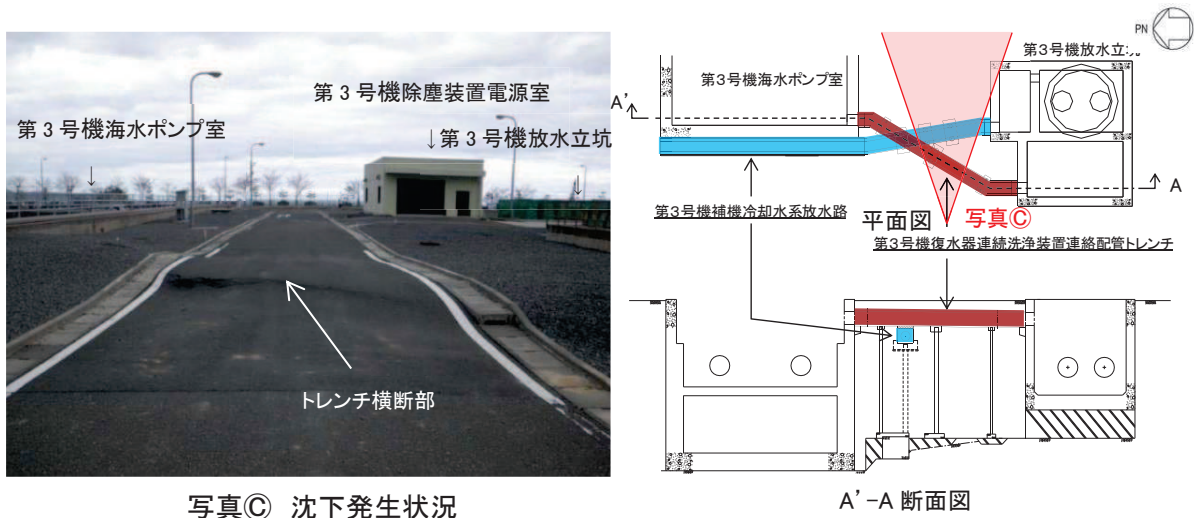 第３号機除塵装置電源室
第３号機海水ポンプ室
↓第３号機放水立坑
↓
↓
トレンチ横断部
写真Ⓒ 沈下発生状況
PN
第3号機放水立坑
第3号機海水ポンプ室
A'
A
第3号機補機冷却水系放水路
平面図
写真Ⓒ
第3号機復水器連続洗浄装置連絡配管トレンチ
A'-A 断面図